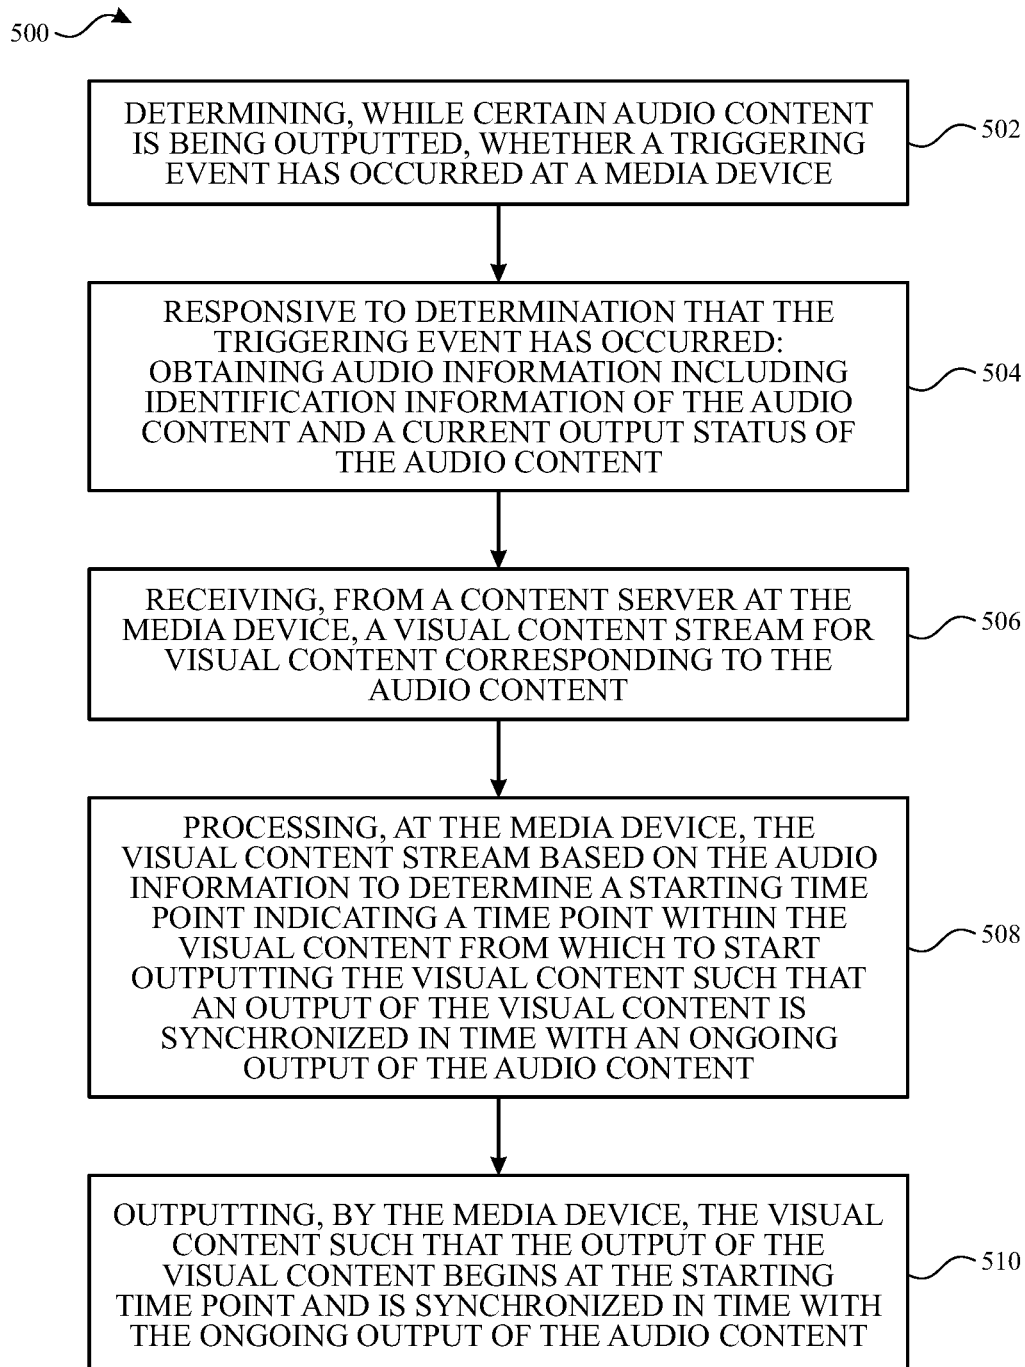 500
DETERMINING, WHILE CERTAIN AUDIO CONTENT
IS BEING OUTPUTTED, WHETHER A TRIGGERING
EVENT HAS OCCURRED AT A MEDIA DEVICE
502
RESPONSIVE TO DETERMINATION THAT THE
TRIGGERING EVENT HAS OCCURRED:
OBTAINING AUDIO INFORMATION INCLUDING
IDENTIFICATION INFORMATION OF THE AUDIO
CONTENT AND A CURRENT OUTPUT STATUS OF
THE AUDIO CONTENT
504
RECEIVING, FROM A CONTENT SERVER AT THE
MEDIA DEVICE, A VISUAL CONTENT STREAM FOR
VISUAL CONTENT CORRESPONDING TO THE
AUDIO CONTENT
506
PROCESSING, AT THE MEDIA DEVICE, THE
VISUAL CONTENT STREAM BASED ON THE AUDIO
INFORMATION TO DETERMINE A STARTING TIME
POINT INDICATING A TIME POINT WITHIN THE
VISUAL CONTENT FROM WHICH TO START
OUTPUTTING THE VISUAL CONTENT SUCH THAT
AN OUTPUT OF THE VISUAL CONTENT IS
SYNCHRONIZED IN TIME WITH AN ONGOING
OUTPUT OF THE AUDIO CONTENT
508
OUTPUTTING, BY THE MEDIA DEVICE, THE VISUAL
CONTENT SUCH THAT THE OUTPUT OF THE
VISUAL CONTENT BEGINS AT THE STARTING
TIME POINT AND IS SYNCHRONIZED IN TIME WITH
THE ONGOING OUTPUT OF THE AUDIO CONTENT
510